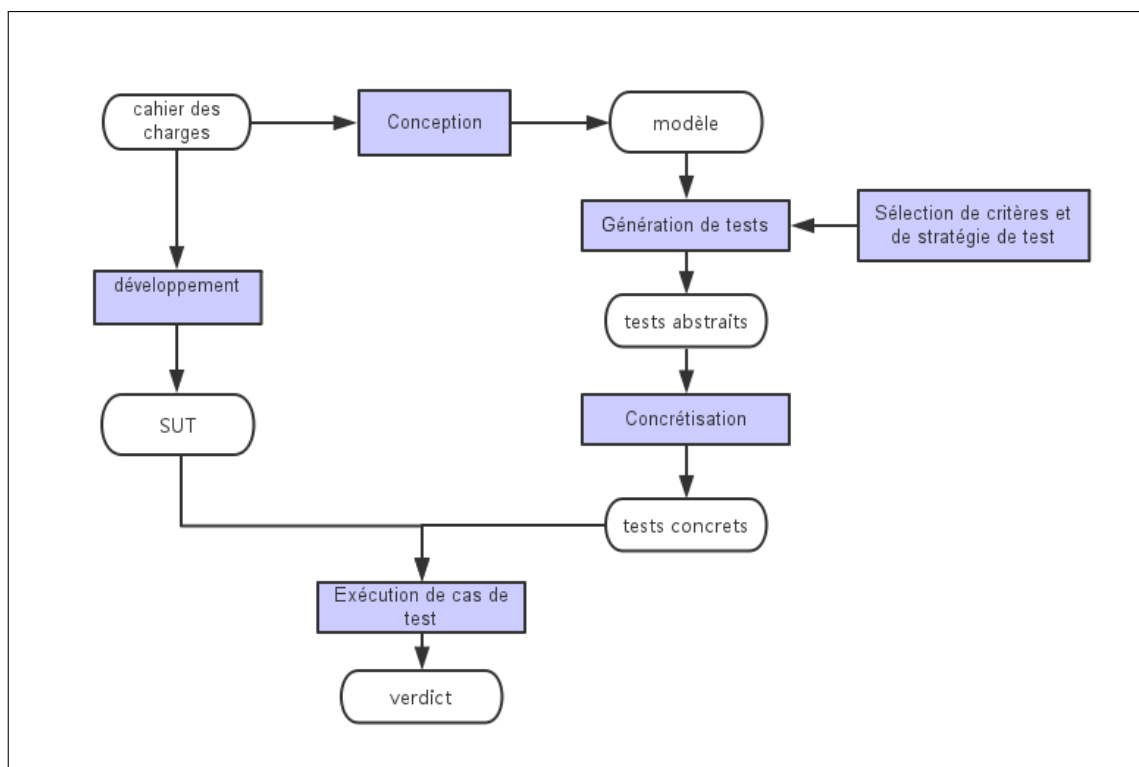 cahier des
charges
Conception
modèle
Génération de tests
Sélection de critères et
de stratégie de test
développement
tests abstraits
SUT
Concrétisation
tests concrets
Exécution de cas de
test
verdict